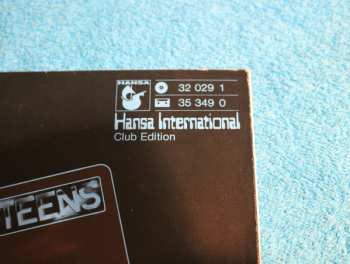 HANSA
32 029 1
35 349 0
Hansa International
Club Edition
TEENS